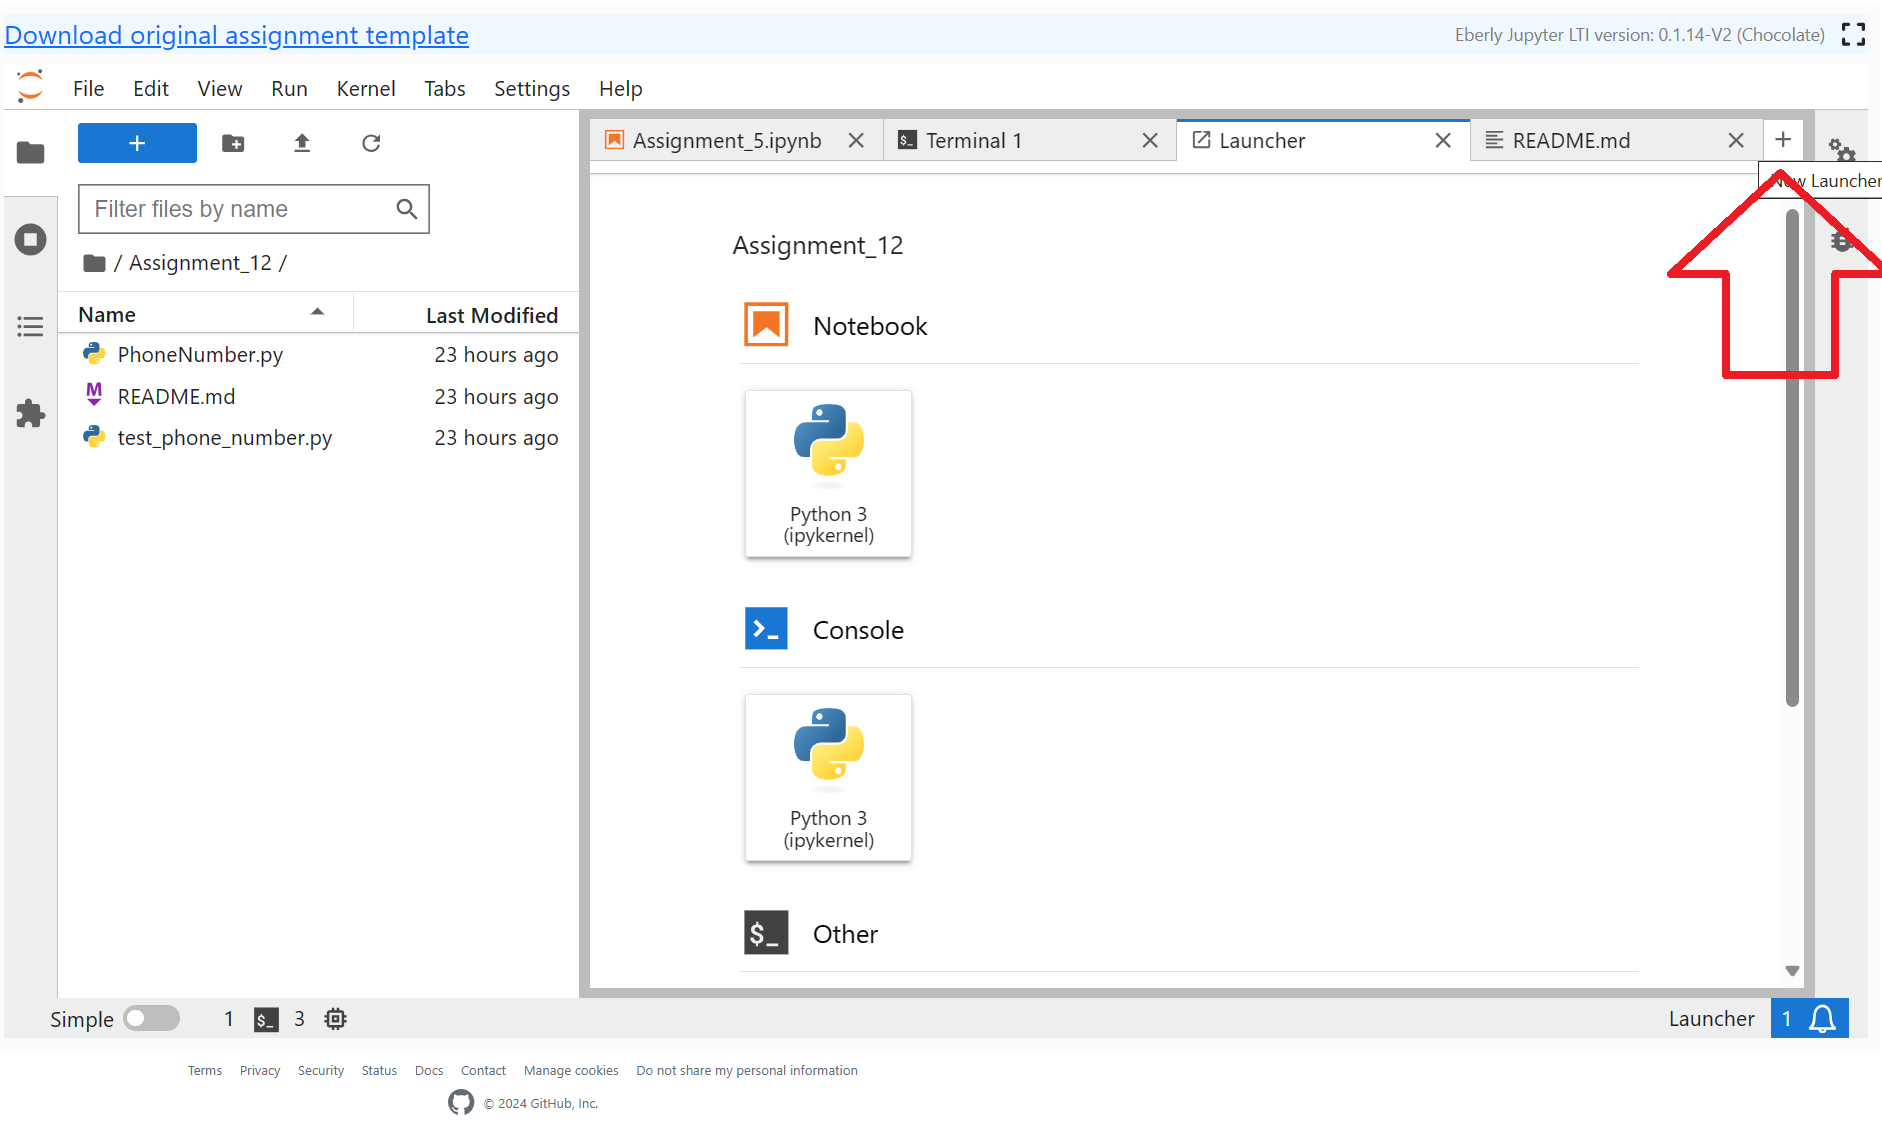 Download original assignment template
Eberly Jupyter LTI version: 0.1.14-V2 (Chocolate)
File Edit View Run Kernel Tabs Settings Help
+
Filter files by name
/ Assignment_12 /
Name Last Modified
PhoneNumber.py 23 hours ago
M README.md 23 hours ago
test_phone_number.py 23 hours ago
Assignment_5.ipynb
$_ Terminal 1
Launcher
README.md
+
New Launcher
Assignment_12
Notebook
Python 3
(ipykernel)
>_ Console
Python 3
(ipykernel)
$_ Other
Simple 1 $_ 3
Launcher 1
Terms Privacy Security Status Docs Contact Manage cookies Do not share my personal information
© 2024 GitHub, Inc.